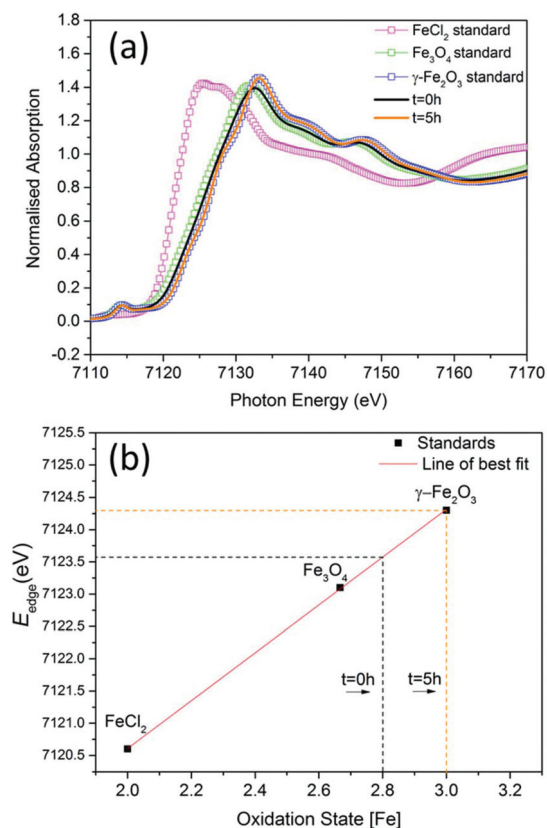 (a)
FeCl2 standard
Fe3O4 standard
γ-Fe2O3 standard
t=0h
t=5h
1.8
1.6
1.4
1.2
1.0
0.8
0.6
0.4
0.2
0.0
-0.2
Normalised Absorption
7110 7120 7130 7140 7150 7160 7170
Photon Energy (eV)
(b)
Standards
Line of best fit
7125.5
7125.0
7124.5
7124.0
7123.5
7123.0
7122.5
7122.0
7121.5
7121.0
7120.5
Eedge(eV)
γ-Fe2O3
Fe3O4
t=0h
t=5h
FeCl2
2.0 2.2 2.4 2.6 2.8 3.0 3.2
Oxidation State [Fe]